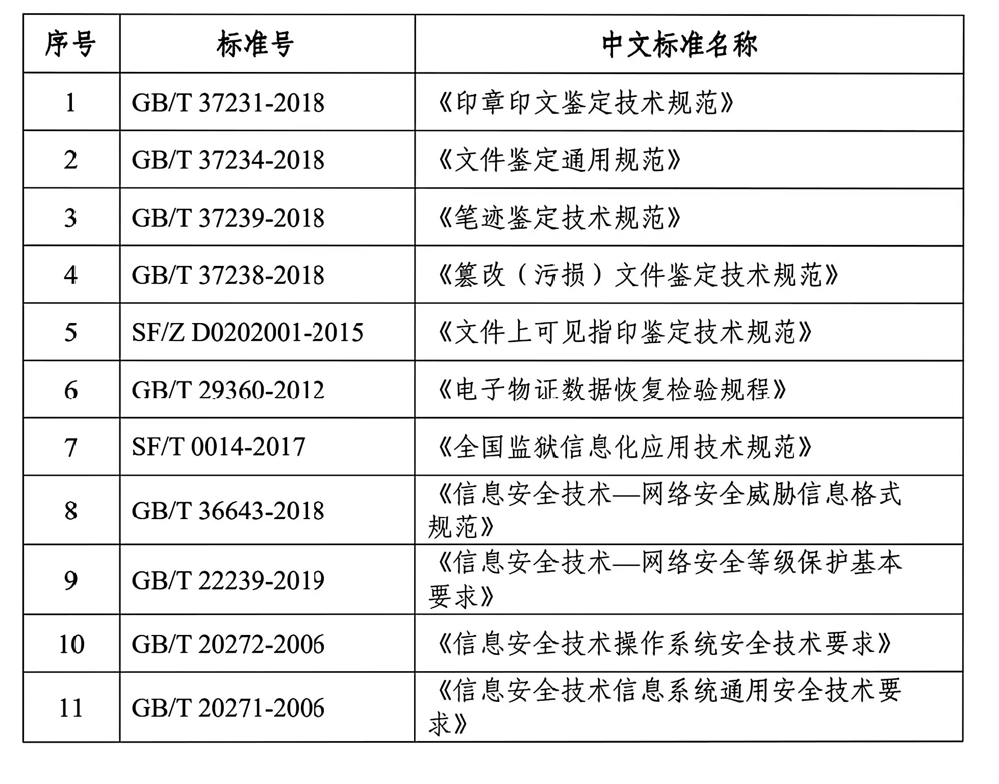 序号 标准号 中文标准名称
1 GB/T 37231-2018 《印章印文鉴定技术规范》
2 GB/T 37234-2018 《文件鉴定通用规范》
3 GB/T 37239-2018 《笔迹鉴定技术规范》
4 GB/T 37238-2018 《篡改（污损）文件鉴定技术规范》
5 SF/Z D0202001-2015 《文件上可见指印鉴定技术规范》
6 GB/T 29360-2012 《电子物证数据恢复检验规程》
7 SF/T 0014-2017 《全国监狱信息化应用技术规范》
8 GB/T 36643-2018 《信息安全技术—网络安全威胁信息格式
规范》
9 GB/T 22239-2019 《信息安全技术—网络安全等级保护基本
要求》
10 GB/T 20272-2006 《信息安全技术操作系统安全技术要求》
11 GB/T 20271-2006 《信息安全技术信息系统通用安全技术要
求》